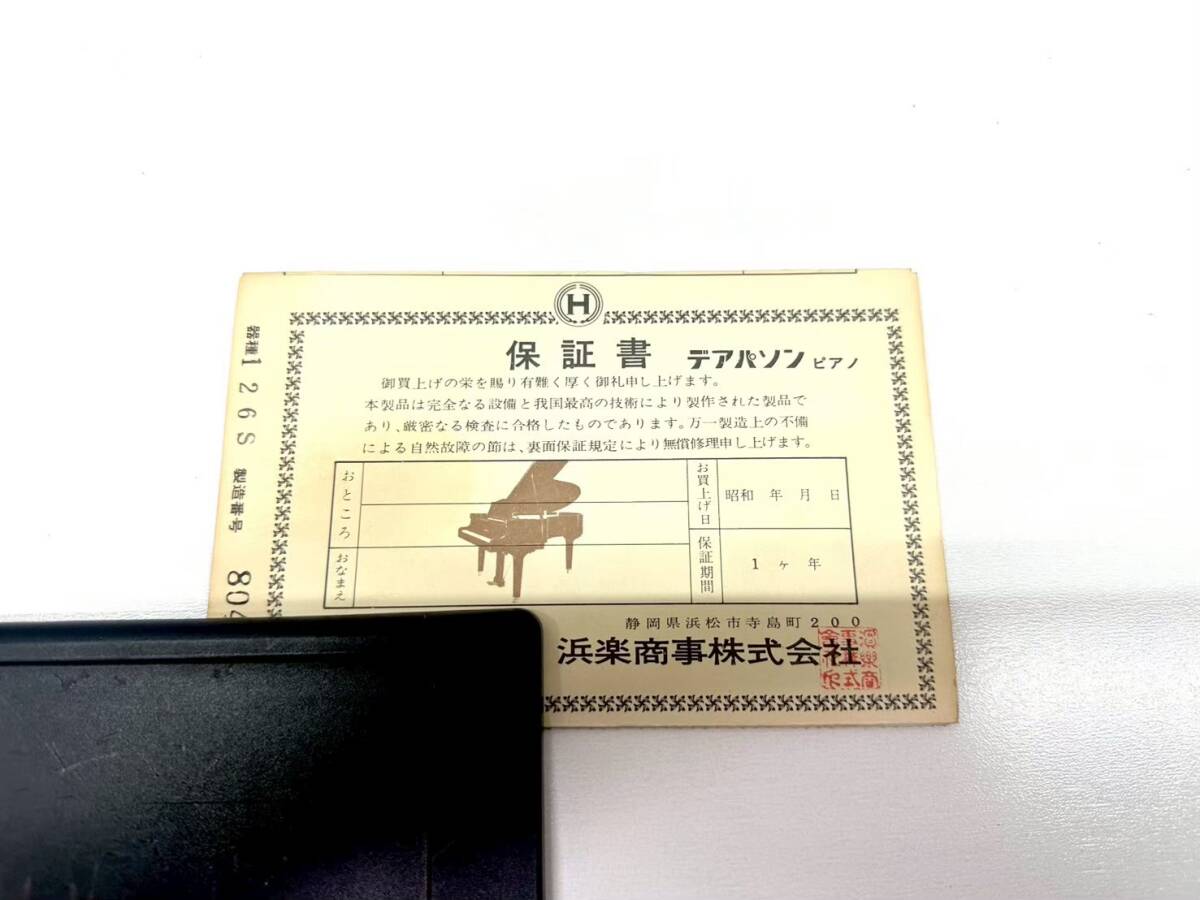 H
保証書 デアパソン ピアノ
御買上げの栄を賜り有難く厚く御礼申し上げます。
本製品は完全なる設備と我国最高の技術により製作された製品で
あり、厳密なる検査に合格したものであります。万一製造上の不備
による自然故障の節は、裏面保証規定により無償修理申し上げます。
おところ
おなまえ
お買上げ日
昭和 年 月 日
保証期間
1ヶ年
静岡県浜松市寺島町200
浜楽商事株式会社
器種126S 製造番号 804